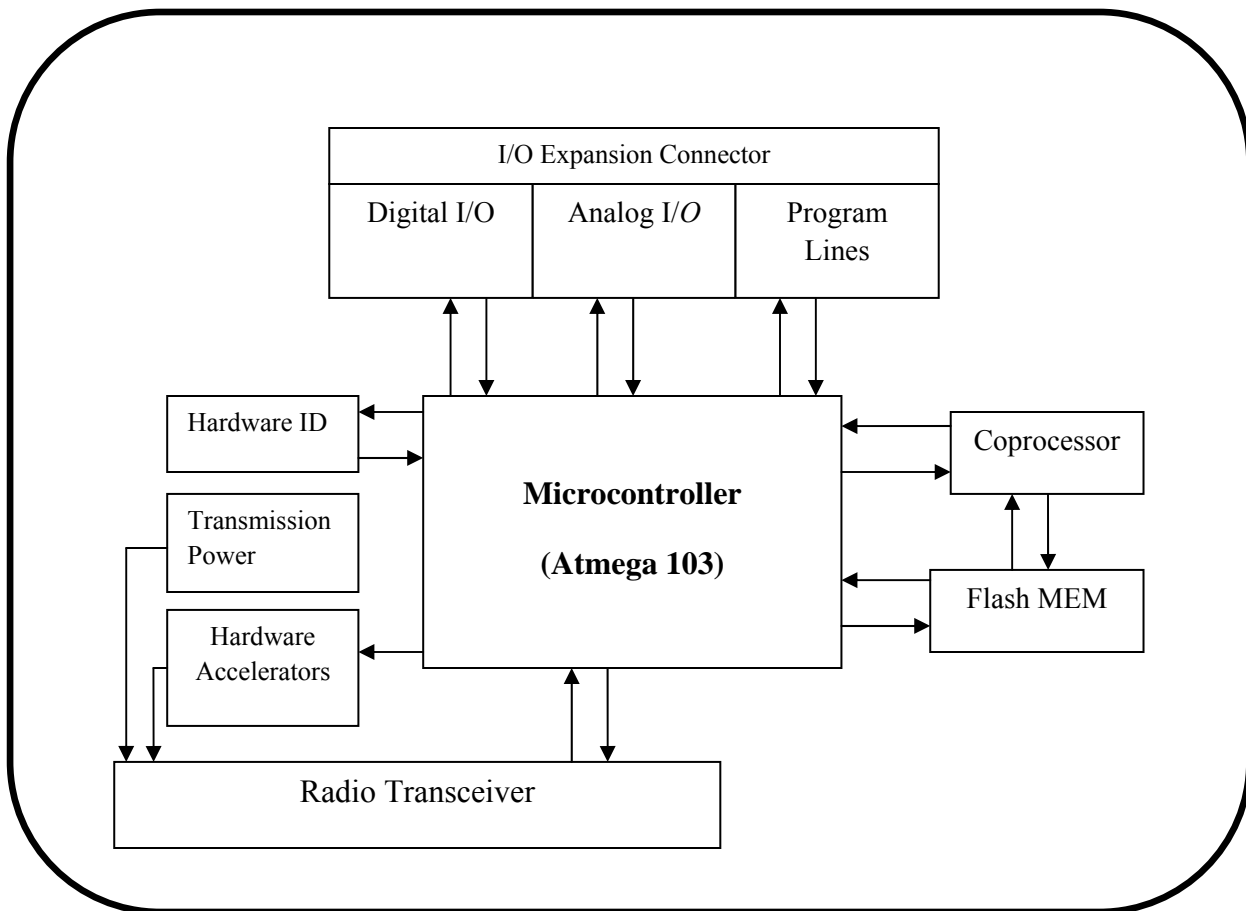 I/O Expansion Connector
Digital I/O
Analog I/O
Program
Lines
Hardware ID
Transmission
Power
Hardware
Accelerators
Microcontroller
(Atmega 103)
Coprocessor
Flash MEM
Radio Transceiver